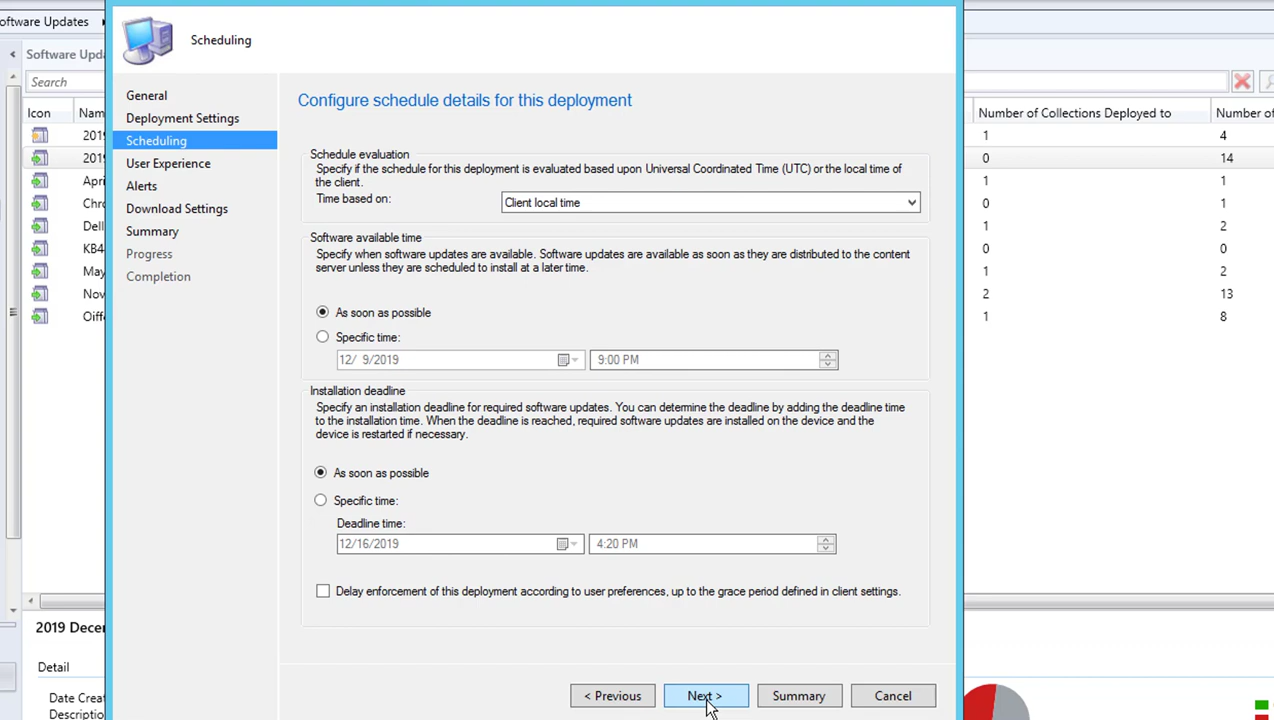 oftware Updates
Scheduling
Software Upda
Search
Icon
Nam
Number of Collections Deployed to
Number of
2019
1
4
2019
0
14
Apri
1
1
Chro
0
1
Dell
1
2
KB4
0
0
May
1
2
Nov
2
13
Offi
1
8
General
Deployment Settings
Scheduling
User Experience
Alerts
Download Settings
Summary
Progress
Completion
Configure schedule details for this deployment
Schedule evaluation
Specify if the schedule for this deployment is evaluated based upon Universal Coordinated Time (UTC) or the local time of
the client.
Time based on:
Client local time
Software available time
Specify when software updates are available. Software updates are available as soon as they are distributed to the content
server unless they are scheduled to install at a later time.
As soon as possible
Specific time:
12/ 9/2019
9:00 PM
Installation deadline
Specify an installation deadline for required software updates. You can determine the deadline by adding the deadline time
to the installation time. When the deadline is reached, required software updates are installed on the device and the
device is restarted if necessary.
As soon as possible
Specific time:
Deadline time:
12/16/2019
4:20 PM
Delay enforcement of this deployment according to user preferences, up to the grace period defined in client settings.
< Previous
Next >
Summary
Cancel
2019 Decer
Detail
Date Creat
Description